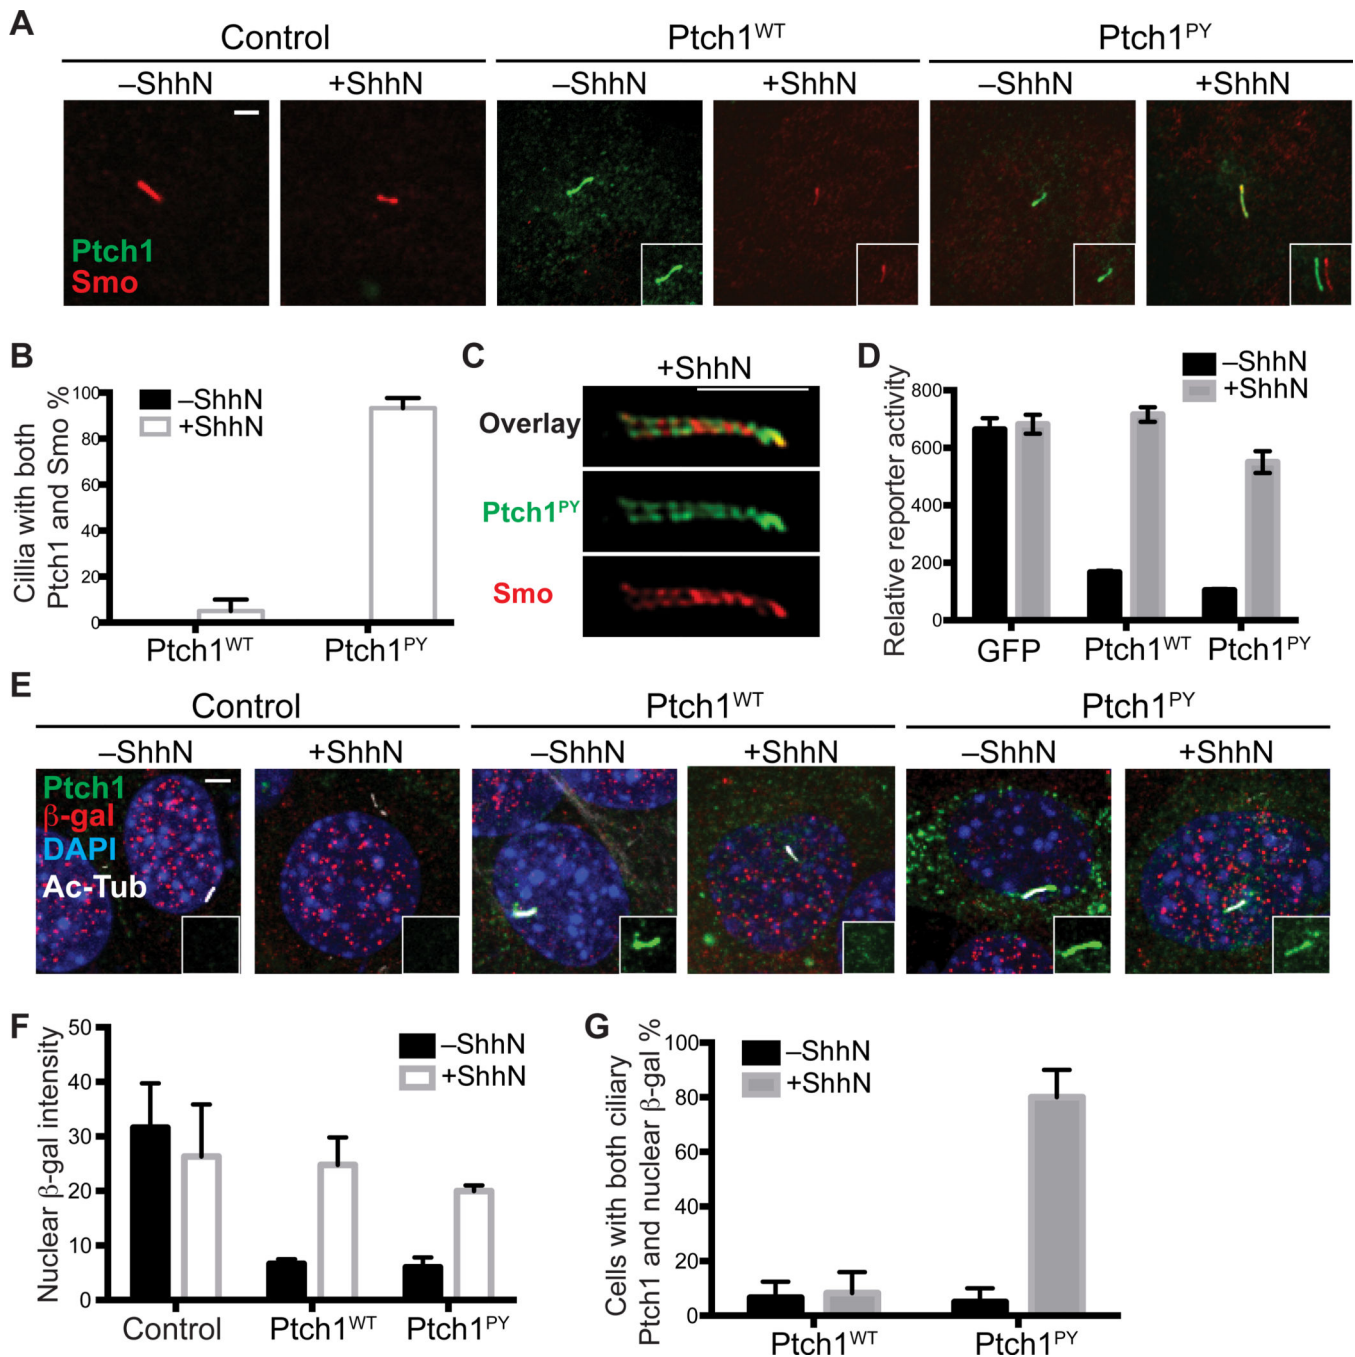 A
Control Ptch1WT Ptch1PY
–ShhN +ShhN –ShhN +ShhN –ShhN +ShhN
Ptch1
Smo
B
Cillia with both
Ptch1 and Smo %
100
80
60
40
20
0
–ShhN
+ShhN
Ptch1WT Ptch1PY
C
+ShhN
Overlay
Ptch1PY
Smo
D
–ShhN
+ShhN
Relative reporter activity
800
600
400
200
0
GFP Ptch1WT Ptch1PY
E
Control Ptch1WT Ptch1PY
–ShhN +ShhN –ShhN +ShhN –ShhN +ShhN
Ptch1
β-gal
DAPI
Ac-Tub
F
Nuclear β-gal intensity
50
40
30
20
10
0
–ShhN
+ShhN
Control Ptch1WT Ptch1PY
G
Cells with both ciliary
Ptch1 and nuclear β-gal %
100
80
60
40
20
0
–ShhN
+ShhN
Ptch1WT Ptch1PY